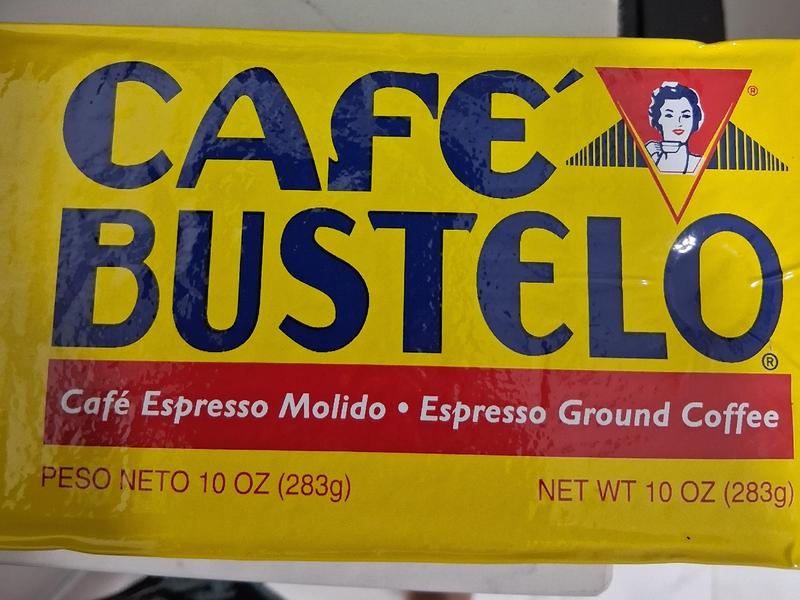 CAFÉ
®
BUSTELO
®
Café Espresso Molido • Espresso Ground Coffee
PESO NETO 10 OZ (283g) NET WT 10 OZ (283g)